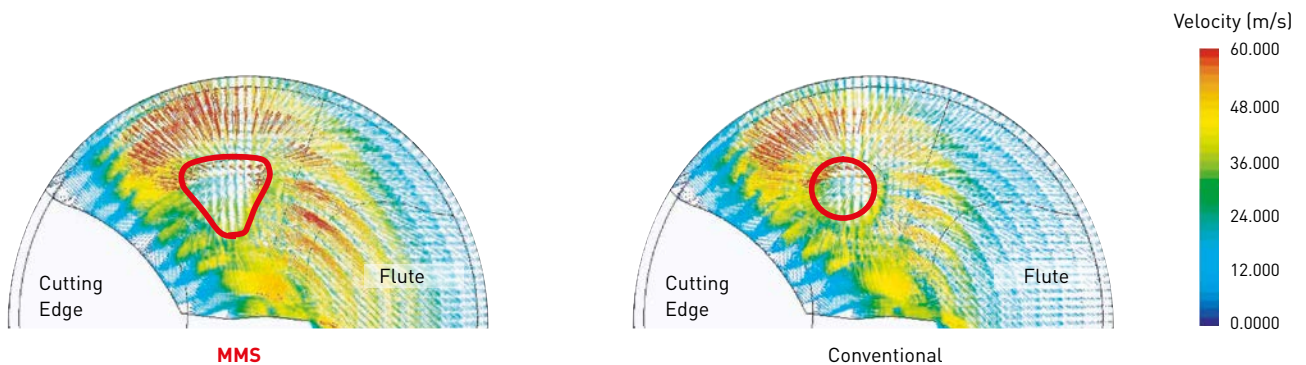 Velocity (m/s)
60.000
48.000
36.000
24.000
12.000
0.0000
Cutting
Edge
Flute
MMS
Cutting
Edge
Flute
Conventional